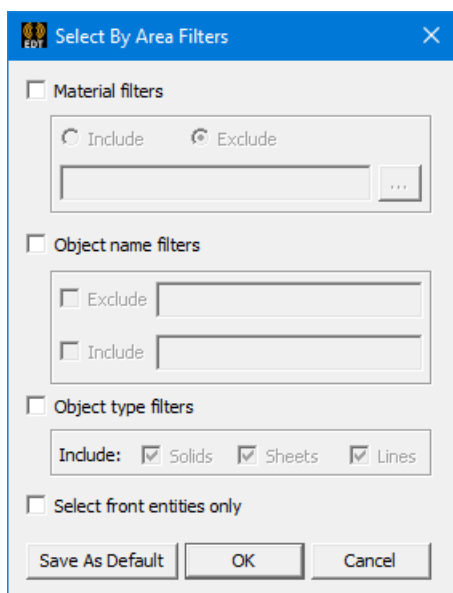 EDT Select By Area Filters
Material filters
Include Exclude
...
Object name filters
Exclude
Include
Object type filters
Include: Solids Sheets Lines
Select front entities only
Save As Default OK Cancel